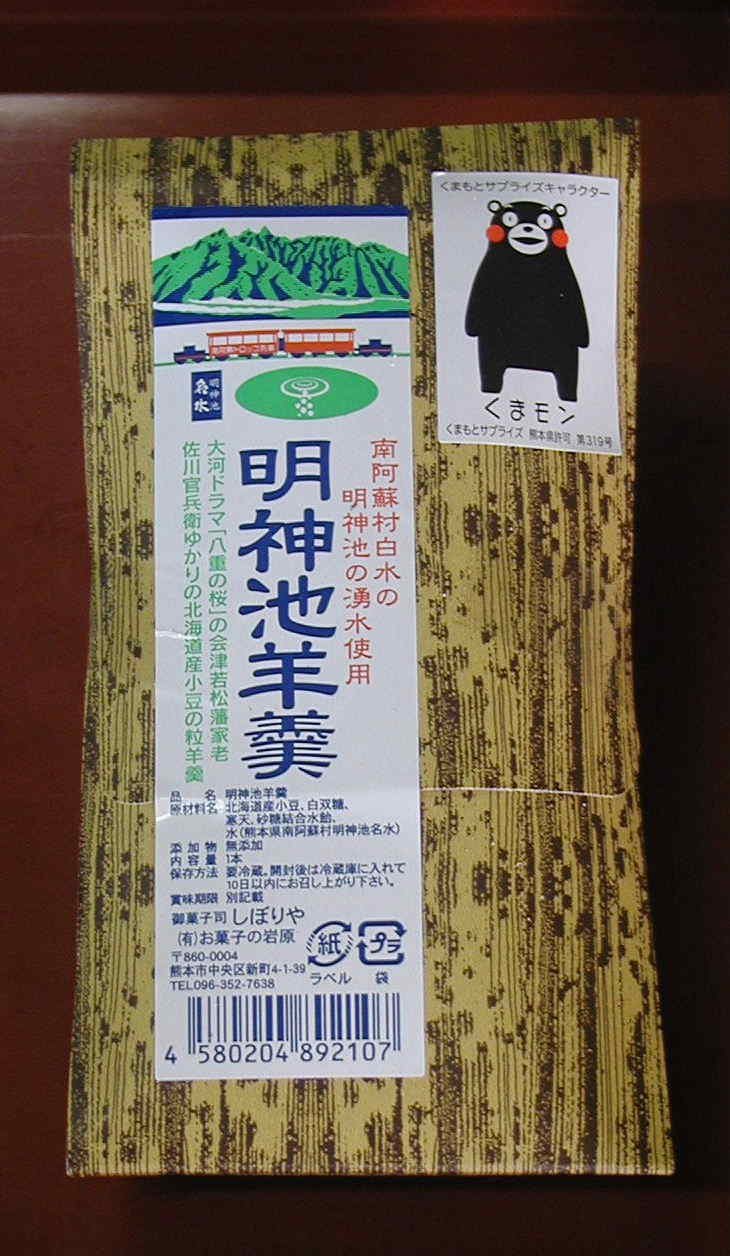 くまもとサプライズキャラクター
くまモン
くまもとサプライズ 熊本県許可 第319号
南阿蘇トロッコ列車
明神池
名水
南阿蘇村白水の
明神池の湧水使用
明神池羊羹
大河ドラマ「八重の桜」の会津若松藩家老
佐川官兵衛ゆかりの北海道産小豆の粒羊羹
品 名 明神池羊羹
原材料名 北海道産小豆、白双糖、
寒天、砂糖結合水飴、
水(熊本県南阿蘇村明神池名水)
添加物 無添加
内容量 1本
保存方法 要冷蔵。開封後は冷蔵庫に入れて
10日以内にお召し上がり下さい。
賞味期限 別記載
御菓子司 しぼりや
(有)お菓子の岩原
〒860-0004
熊本市中央区新町4-1-39
TEL096-352-7638
紙
ラベル
プラ
袋
4 580204 892107